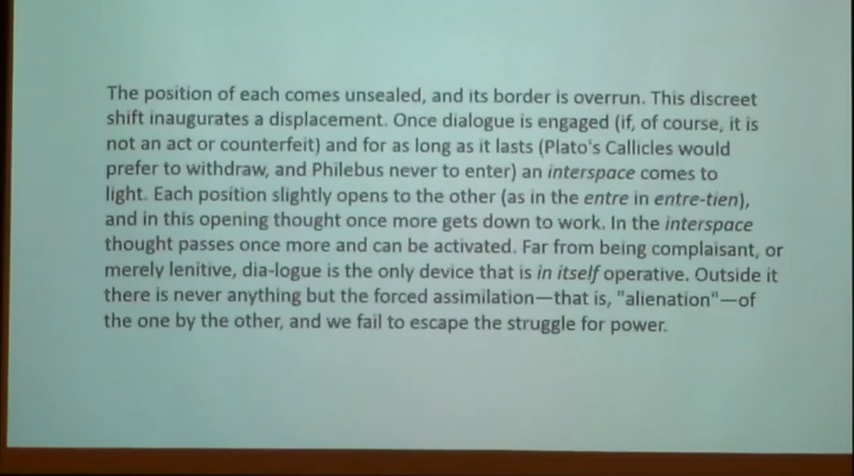 The position of each comes unsealed, and its border is overrun. This discreet
shift inaugurates a displacement. Once dialogue is engaged (if, of course, it is
not an act or counterfeit) and for as long as it lasts (Plato's Callicles would
prefer to withdraw, and Philebus never to enter) an interspace comes to
light. Each position slightly opens to the other (as in the entre in entre-tien),
and in this opening thought once more gets down to work. In the interspace
thought passes once more and can be activated. Far from being complaisant, or
merely lenitive, dia-logue is the only device that is in itself operative. Outside it
there is never anything but the forced assimilation—that is, "alienation"—of
the one by the other, and we fail to escape the struggle for power.